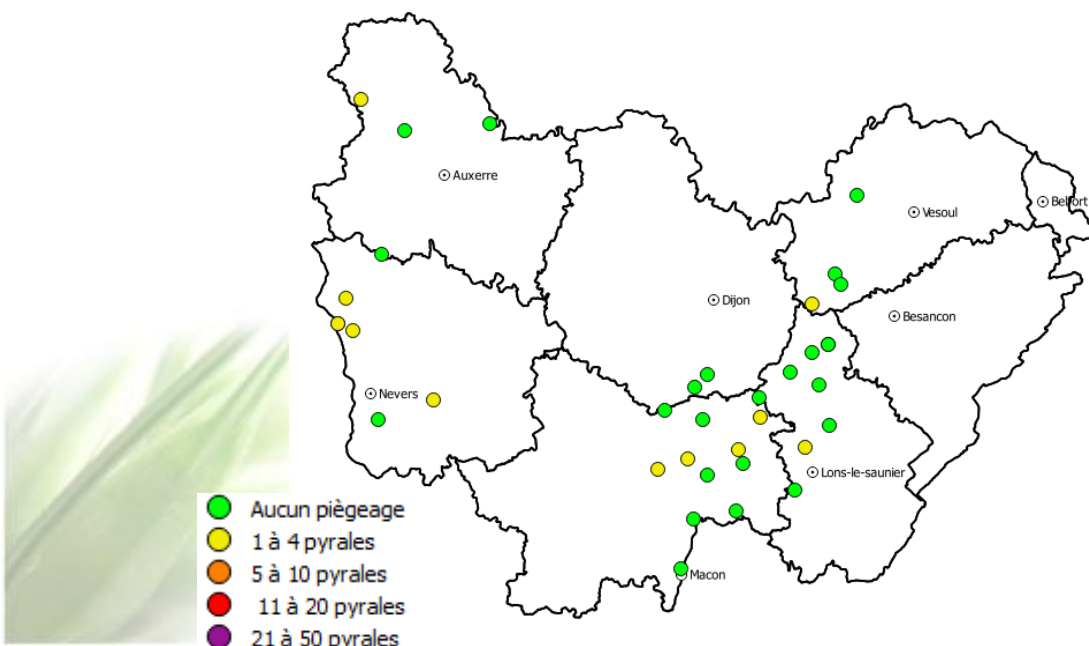 Auxerre
Belfort
Vesoul
Dijon
Besancon
Nevers
Lons-le-saunier
Macon
Aucun piègeage
1 à 4 pyrales
5 à 10 pyrales
11 à 20 pyrales
21 à 50 pyrales